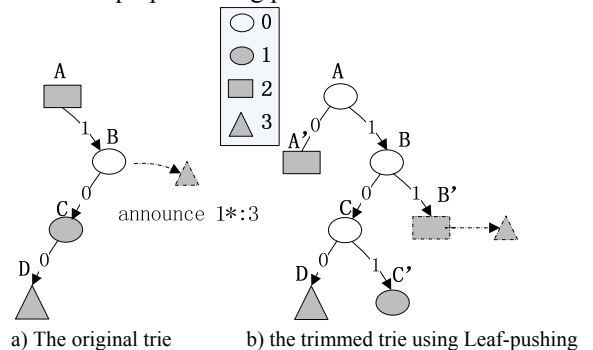 0
1
2
3
A
1
B
0
C
announce 1*:3
0
D
A
0
1
A'
B
0
1
B'
C
0
1
D
C'
a) The original trie
b) the trimmed trie using Leaf-pushing